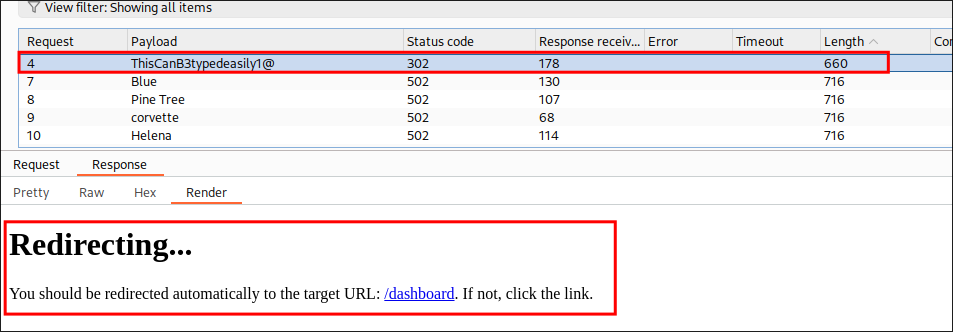 View filter: Showing all items
Request Payload Status code Response receiv... Error Timeout Length Con
4 ThisCanB3typedeasily1@ 302 178 660
7 Blue 502 130 716
8 Pine Tree 502 107 716
9 corvette 502 68 716
10 Helena 502 114 716
Request Response
Pretty Raw Hex Render
Redirecting...
You should be redirected automatically to the target URL: /dashboard. If not, click the link.